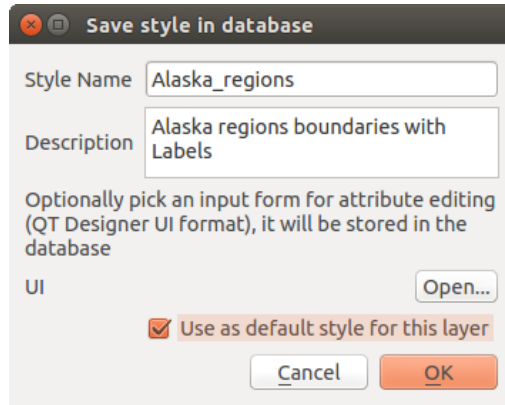 Save style in database
Style Name Alaska_regions
Description Alaska regions boundaries with
Labels
Optionally pick an input form for attribute editing
(QT Designer UI format), it will be stored in the
database
UI Open...
Use as default style for this layer
Cancel OK